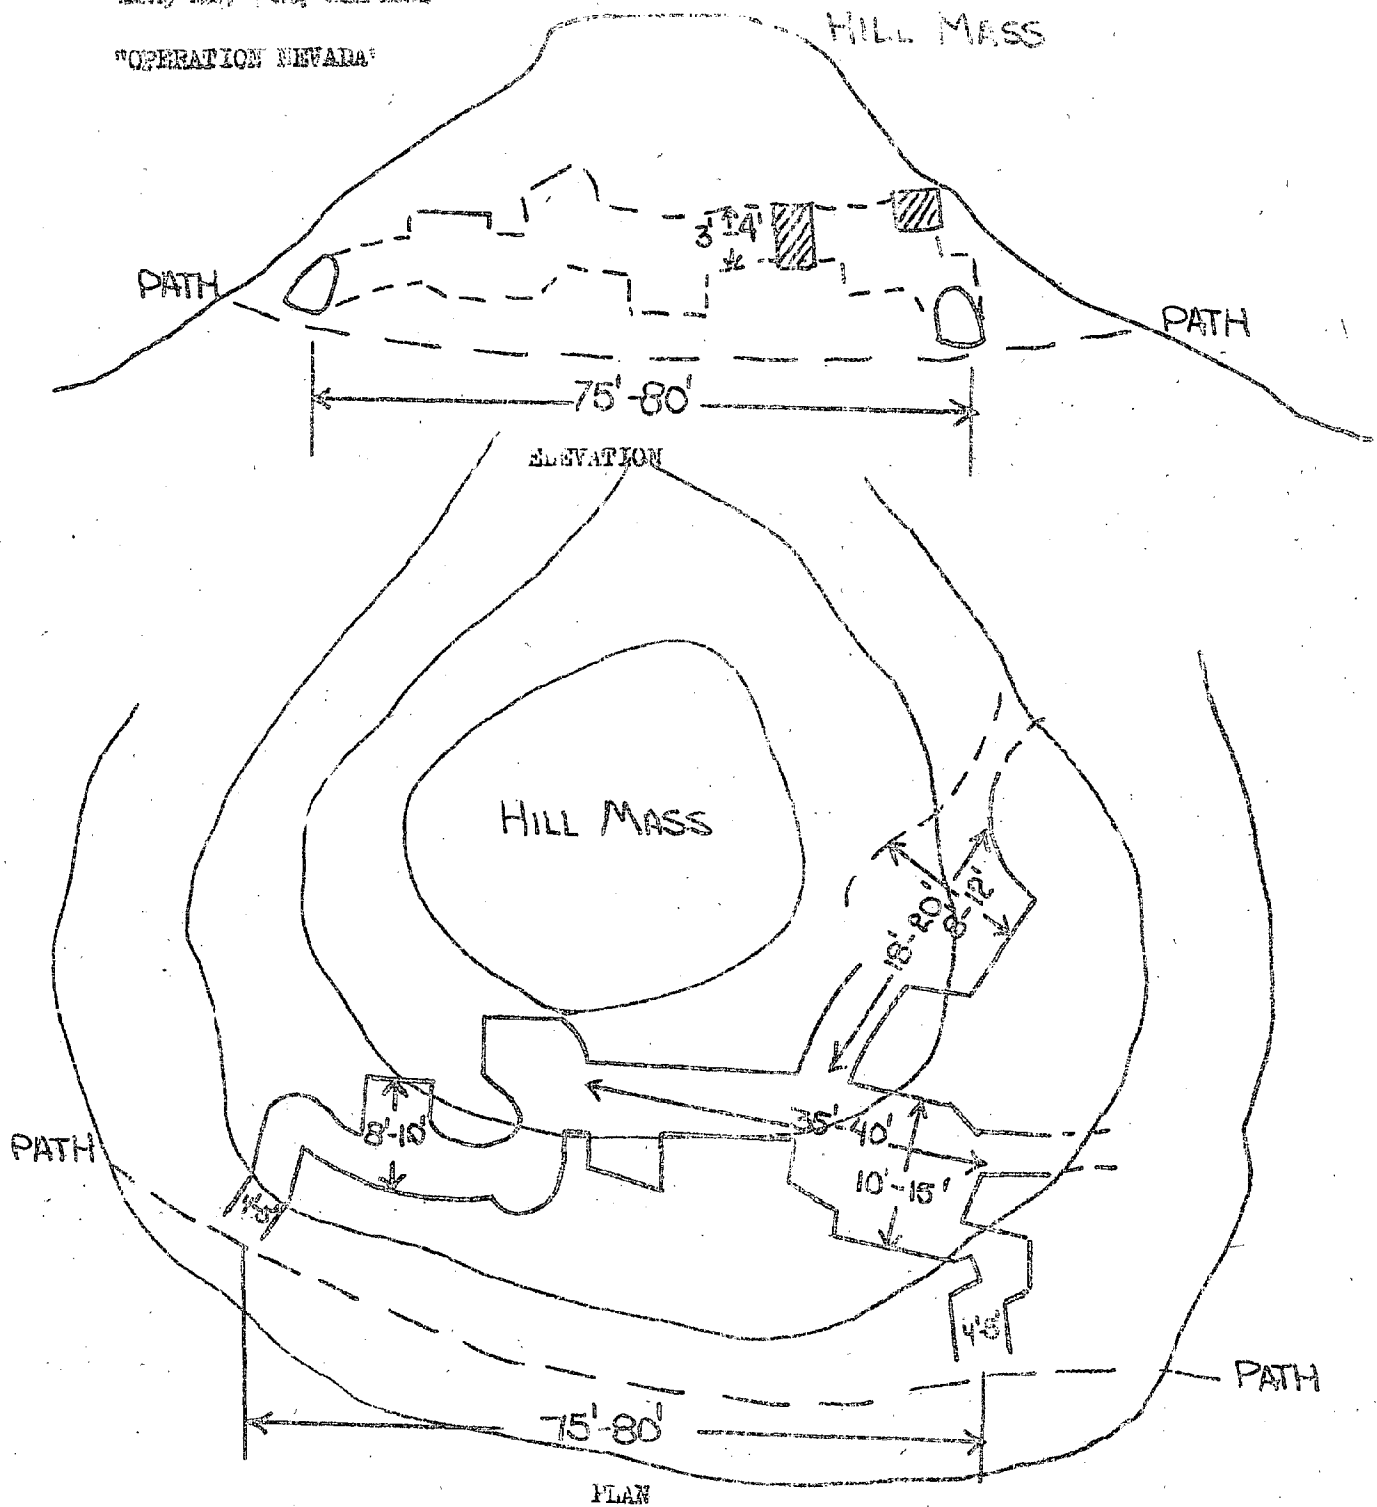 HILL MASS
"OPERATION NEVADA"
3'-4'
PATH
PATH
75'-80'
ELEVATION
HILL MASS
18'-20'
8'-12'
35'-40'
8'-10'
PATH
10'-15'
4'-5'
4'-5'
PATH
75'-80'
PLAN